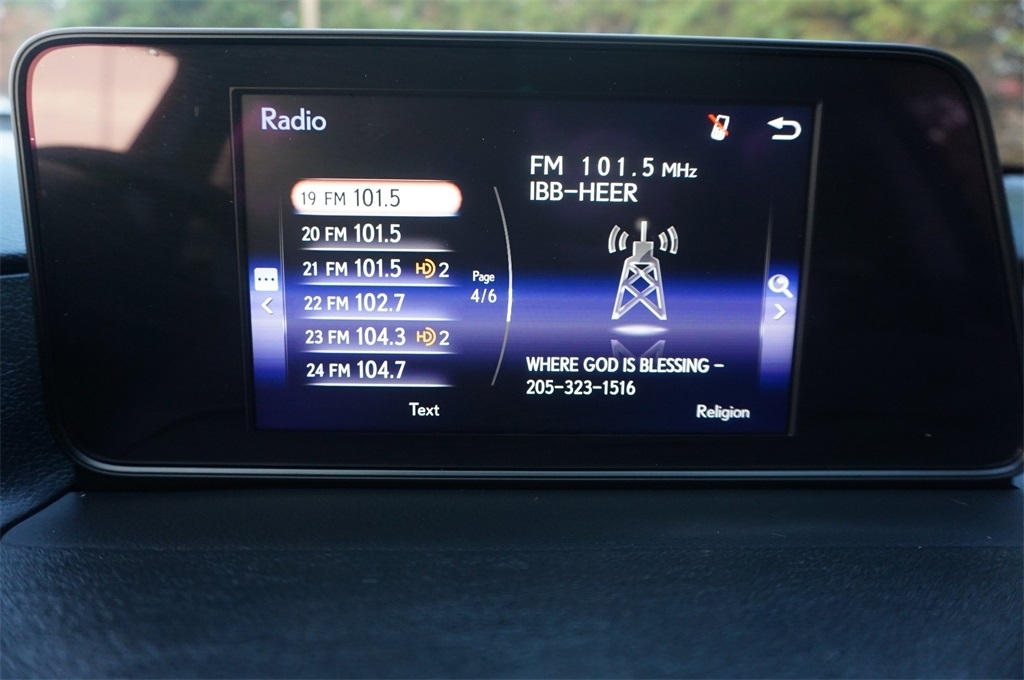 Radio
FM 101.5 MHz
IBB-HEER
19 FM 101.5
20 FM 101.5
21 FM 101.5 HD 2
22 FM 102.7
23 FM 104.3 HD 2
24 FM 104.7
Page
4/6
WHERE GOD IS BLESSING -
205-323-1516
Text
Religion